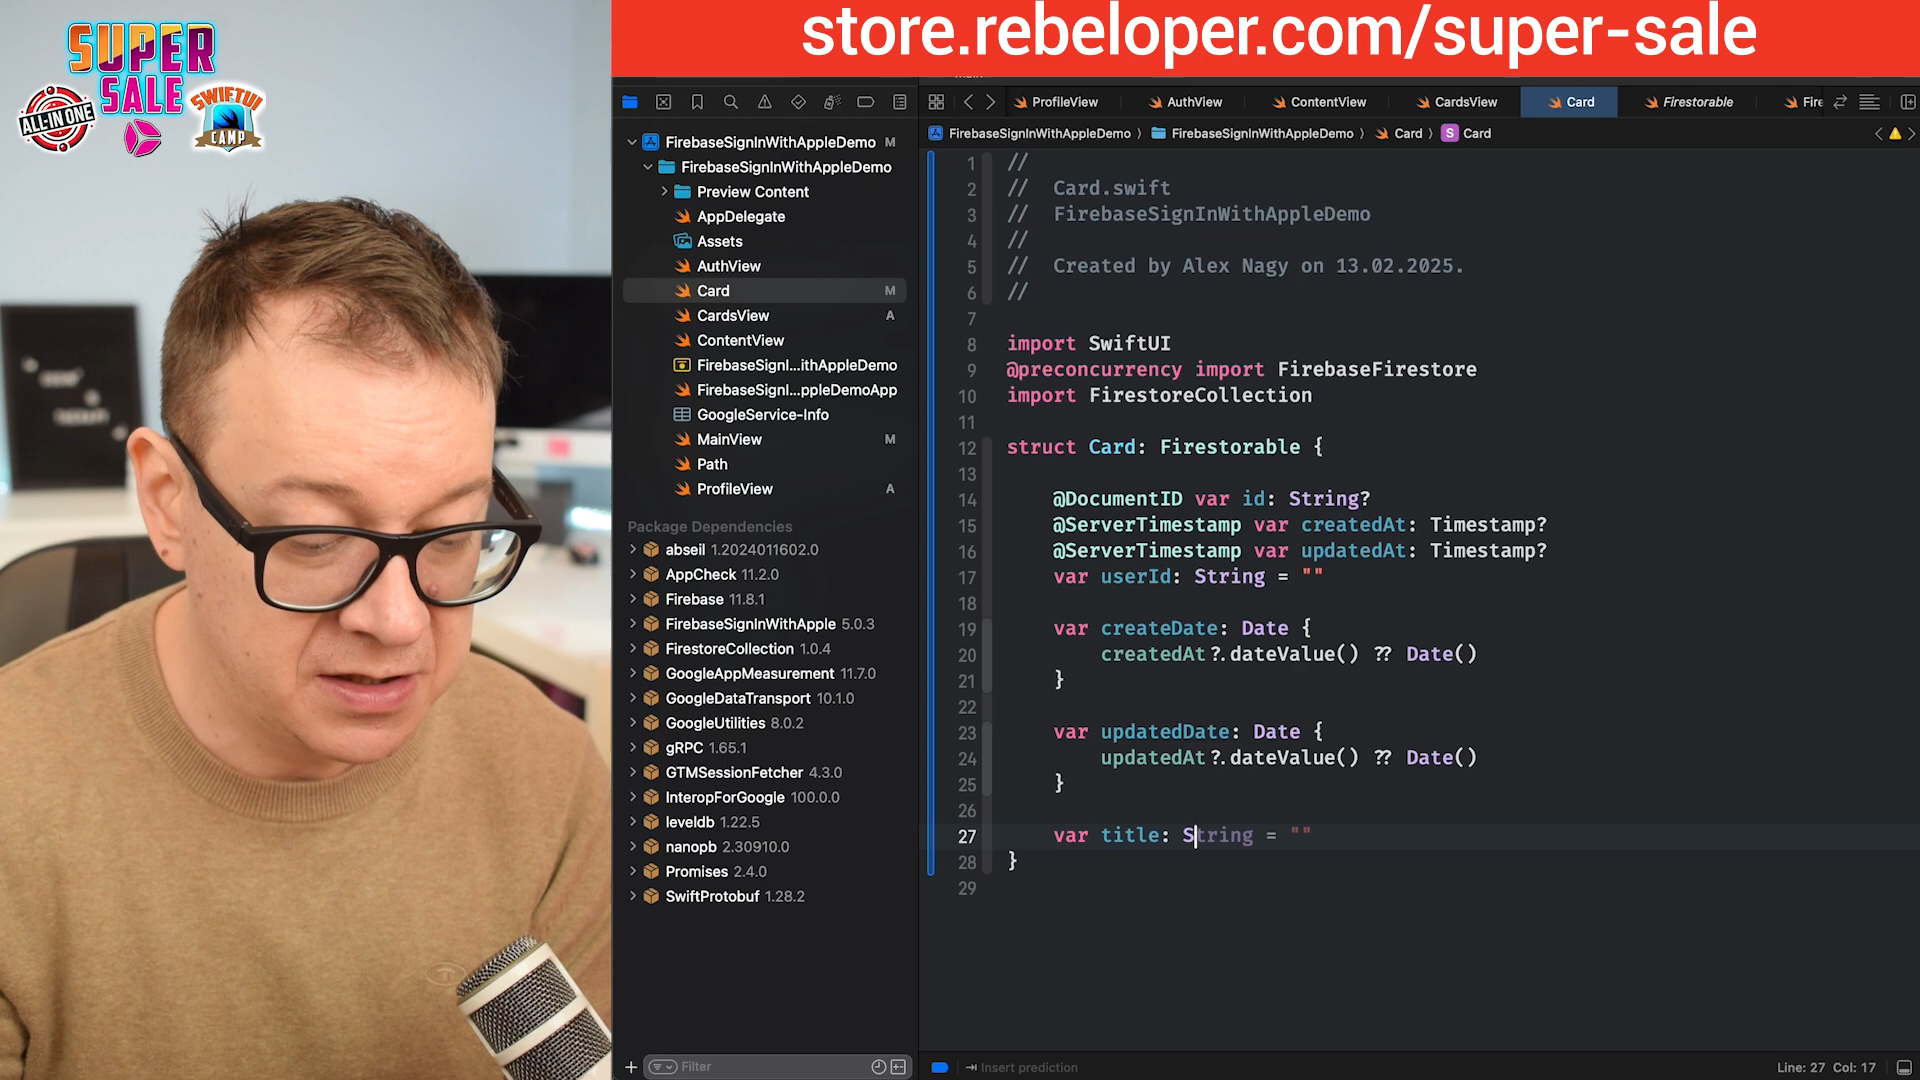 SUPER
SALE
ALL-IN ONE
SWIFTUI
CAMP
store.rebeloper.com/super-sale
ProfileView
AuthView
ContentView
CardsView
Card
Firestorable
Fire
FirebaseSignInWithAppleDemo
FirebaseSignInWithAppleDemo
Card
S Card
FirebaseSignInWithAppleDemo M
FirebaseSignInWithAppleDemo
Preview Content
AppDelegate
Assets
AuthView
Card M
CardsView A
ContentView
FirebaseSignI...ithAppleDemo
FirebaseSignI...ppleDemoApp
GoogleService-Info
MainView M
Path
ProfileView A
Package Dependencies
abseil 1.2024011602.0
AppCheck 11.2.0
Firebase 11.8.1
FirebaseSignInWithApple 5.0.3
FirestoreCollection 1.0.4
GoogleAppMeasurement 11.7.0
GoogleDataTransport 10.1.0
GoogleUtilities 8.0.2
gRPC 1.65.1
GTMSessionFetcher 4.3.0
InteropForGoogle 100.0.0
leveldb 1.22.5
nanopb 2.30910.0
Promises 2.4.0
SwiftProtobuf 1.28.2
Filter
1 //
2 // Card.swift
3 // FirebaseSignInWithAppleDemo
4 //
5 // Created by Alex Nagy on 13.02.2025.
6 //
7
8 import SwiftUI
9 @preconcurrency import FirebaseFirestore
10 import FirestoreCollection
11
12 struct Card: Firestorable {
13
14 @DocumentID var id: String?
15 @ServerTimestamp var createdAt: Timestamp?
16 @ServerTimestamp var updatedAt: Timestamp?
17 var userId: String = ""
18
19 var createDate: Date {
20 createdAt?.dateValue() ?? Date()
21 }
22
23 var updatedDate: Date {
24 updatedAt?.dateValue() ?? Date()
25 }
26
27 var title: String = ""
28 }
29
Insert prediction
Line: 27 Col: 17